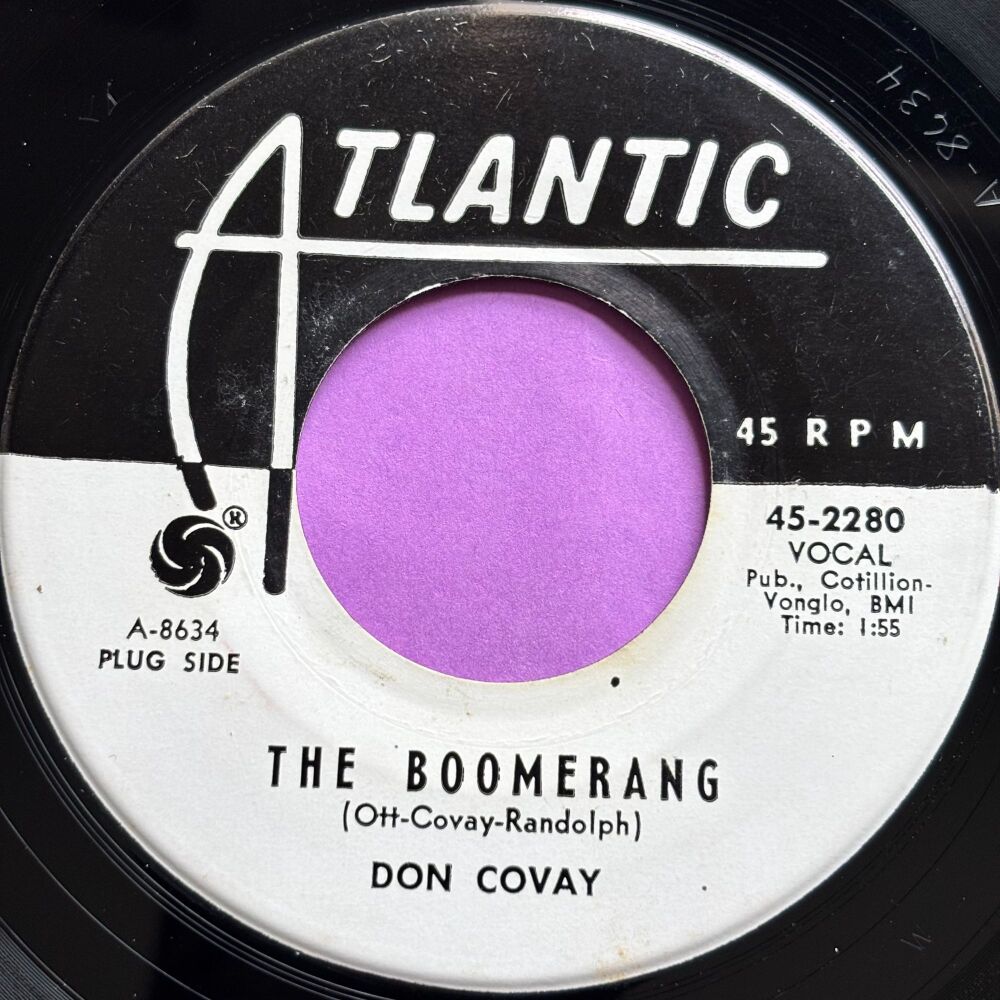 ATLANTIC
45 RPM
®
45-2280
VOCAL
Pub., Cotillion-
Vonglo, BMI
Time: 1:55
A-8634
PLUG SIDE
THE BOOMERANG
(Ott-Covay-Randolph)
DON COVAY
A-8634